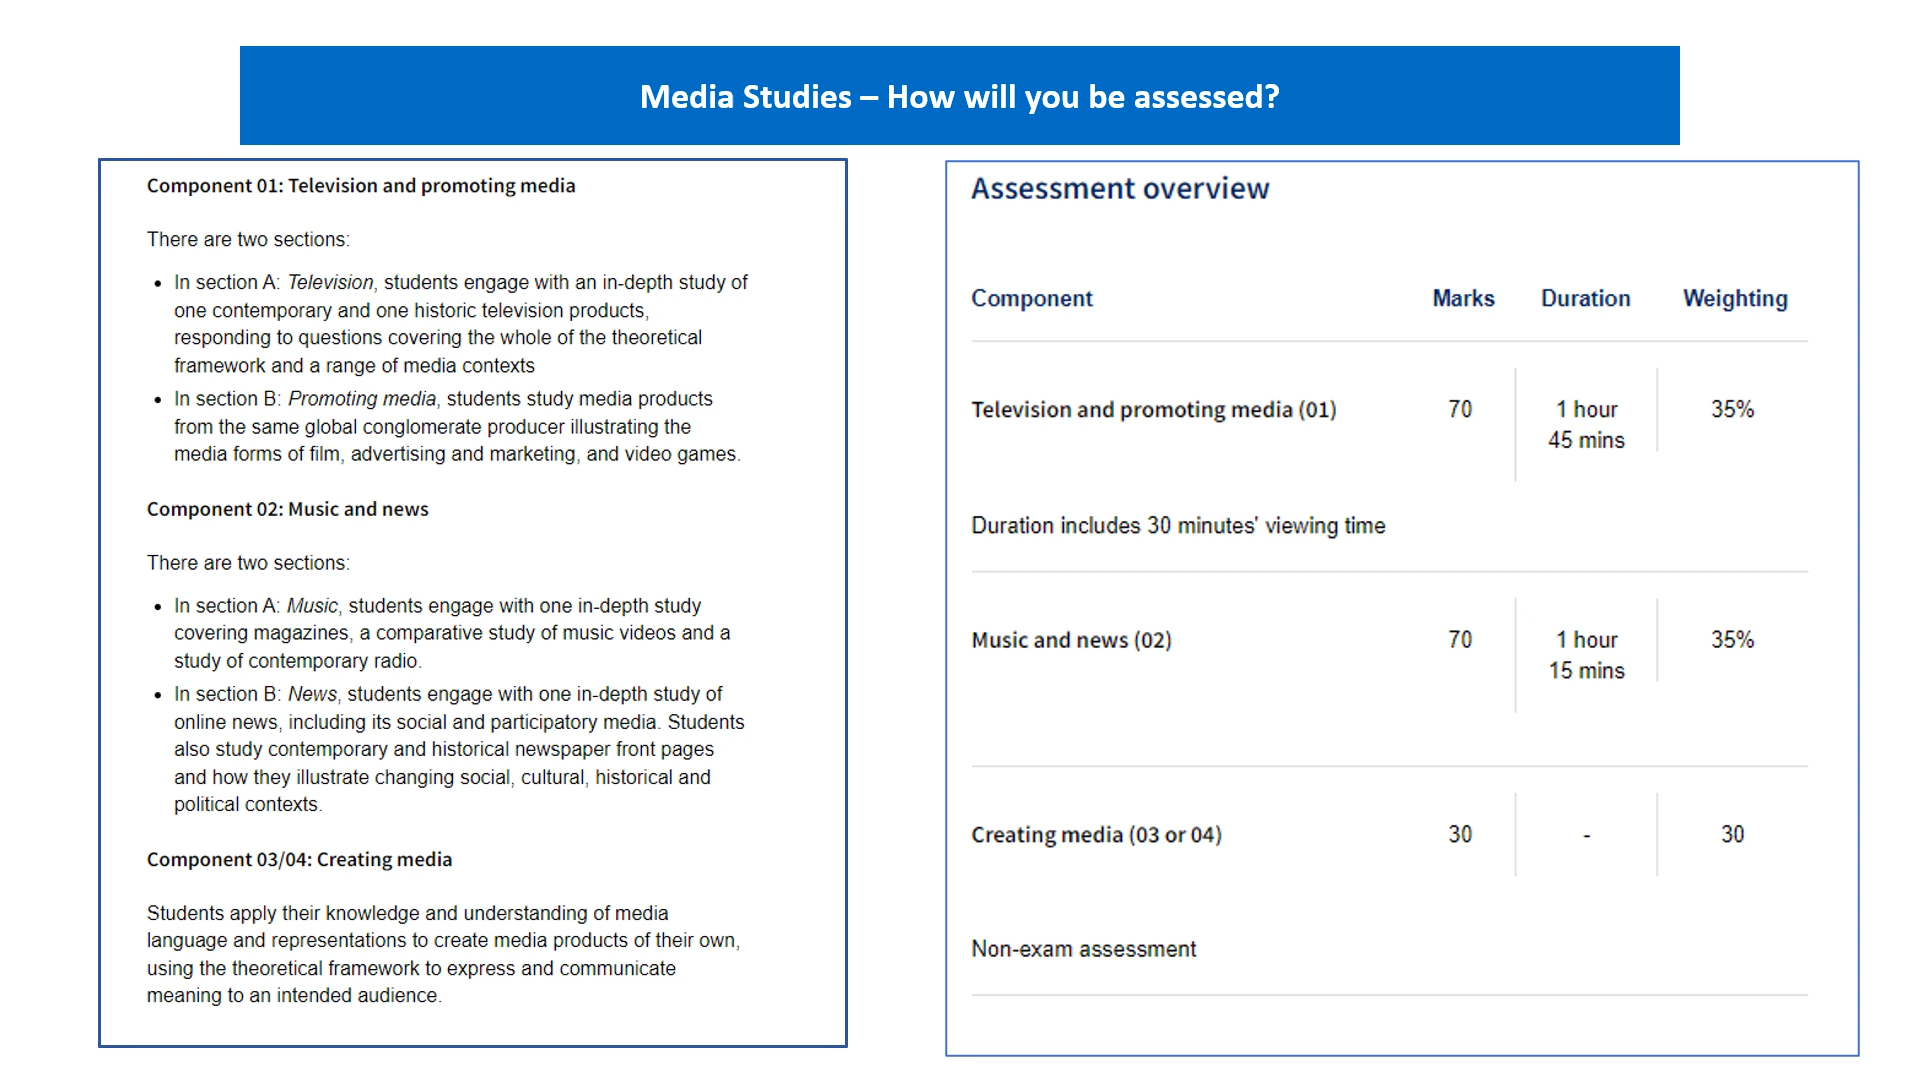 Media Studies – How will you be assessed?
Component 01: Television and promoting media
There are two sections:
• In section A: Television, students engage with an in-depth study of
one contemporary and one historic television products,
responding to questions covering the whole of the theoretical
framework and a range of media contexts
• In section B: Promoting media, students study media products
from the same global conglomerate producer illustrating the
media forms of film, advertising and marketing, and video games.
Component 02: Music and news
There are two sections:
• In section A: Music, students engage with one in-depth study
covering magazines, a comparative study of music videos and a
study of contemporary radio.
• In section B: News, students engage with one in-depth study of
online news, including its social and participatory media. Students
also study contemporary and historical newspaper front pages
and how they illustrate changing social, cultural, historical and
political contexts.
Component 03/04: Creating media
Students apply their knowledge and understanding of media
language and representations to create media products of their own,
using the theoretical framework to express and communicate
meaning to an intended audience.
Assessment overview
Component Marks Duration Weighting
Television and promoting media (01) 70 1 hour 35%
45 mins
Duration includes 30 minutes' viewing time
Music and news (02) 70 1 hour 35%
15 mins
Creating media (03 or 04) 30 - 30
Non-exam assessment